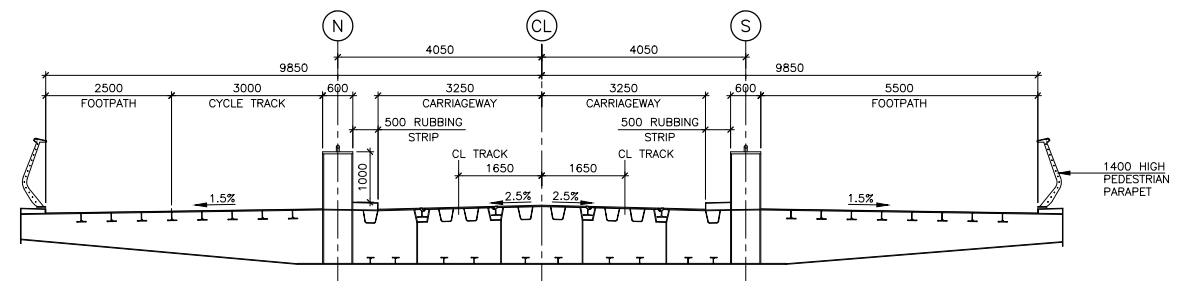 N CL S
4050 4050
9850 9850
2500 3000 600 3250 3250 600 5500
FOOTPATH CYCLE TRACK CARRIAGEWAY CARRIAGEWAY FOOTPATH
500 RUBBING STRIP
500 RUBBING STRIP
CL TRACK CL TRACK
1000
1650 1650
1400 HIGH
PEDESTRIAN
PARAPET
1.5% 2.5% 2.5% 1.5%